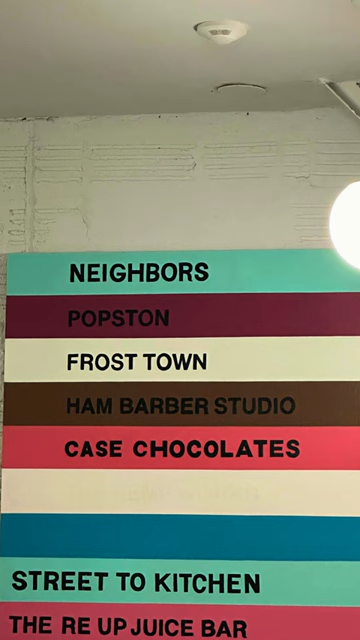 NEIGHBORS
POPSTON
FROST TOWN
HAM BARBER STUDIO
CASE CHOCOLATES
STREET TO KITCHEN
THE RE UP JUICE BAR